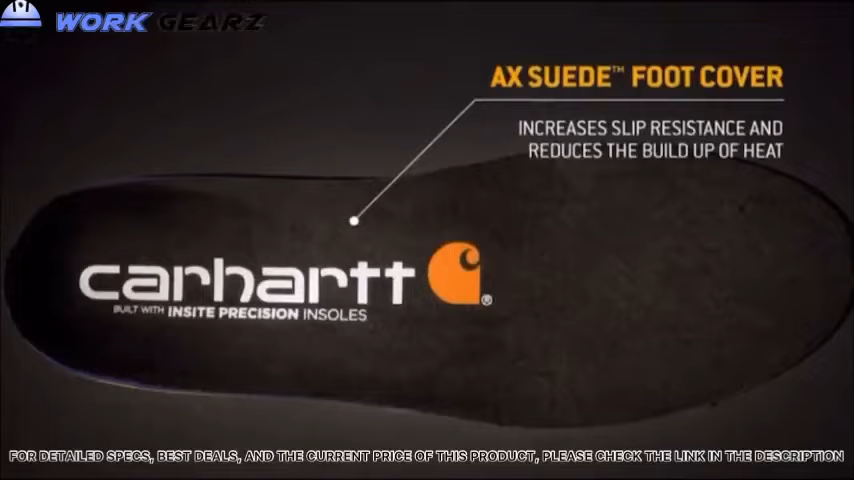 WORK GEARZ
AX SUEDE™ FOOT COVER
INCREASES SLIP RESISTANCE AND
REDUCES THE BUILD UP OF HEAT
carhartt ®
BUILT WITH INSITE PRECISION INSOLES
FOR DETAILED SPECS, BEST DEALS, AND THE CURRENT PRICE OF THIS PRODUCT, PLEASE CHECK THE LINK IN THE DESCRIPTION